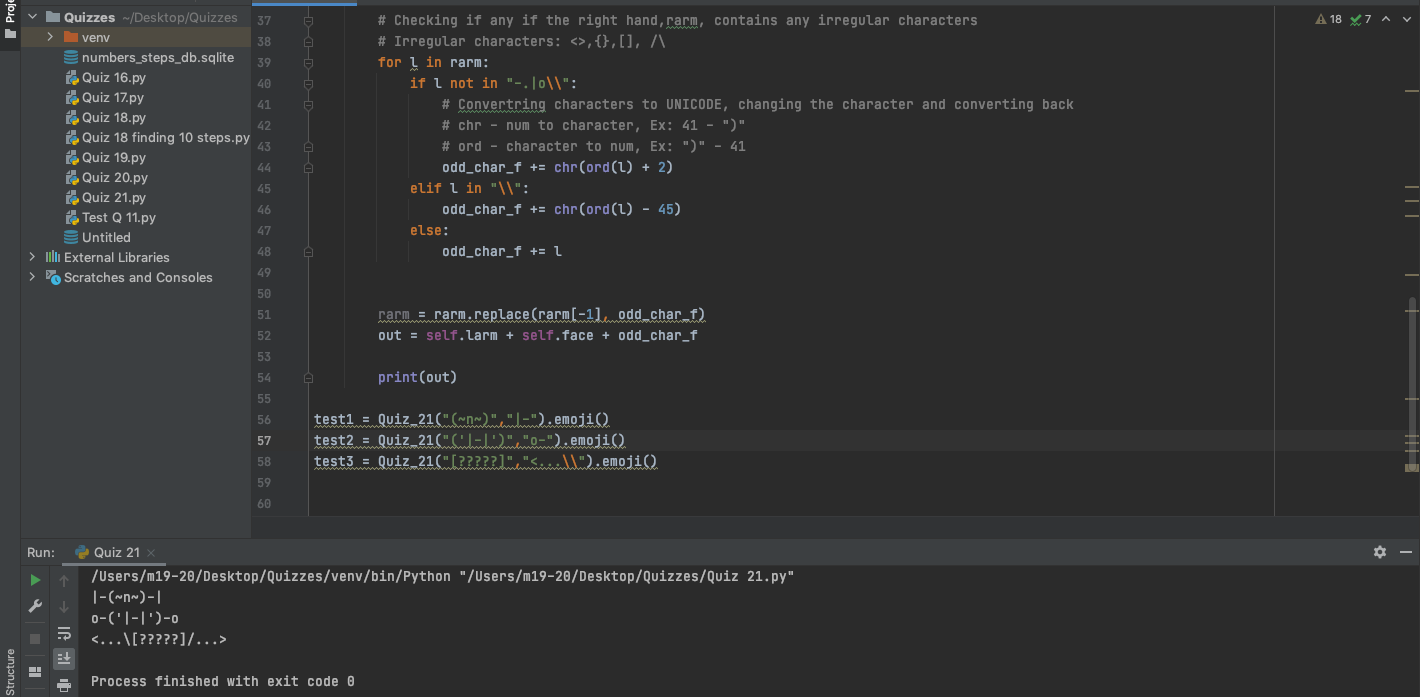 Proje
Quizzes ~/Desktop/Quizzes
venv
numbers_steps_db.sqlite
Quiz 16.py
Quiz 17.py
Quiz 18.py
Quiz 18 finding 10 steps.py
Quiz 19.py
Quiz 20.py
Quiz 21.py
Test Q 11.py
Untitled
External Libraries
Scratches and Consoles
18 7
37 # Checking if any if the right hand,rarm, contains any irregular characters
38 # Irregular characters: <>,{},[], /\
39 for l in rarm:
40 if l not in "-.|o\\":
41 # Convertring characters to UNICODE, changing the character and converting back
42 # chr - num to character, Ex: 41 - ")"
43 # ord - character to num, Ex: ")" - 41
44 odd_char_f += chr(ord(l) + 2)
45 elif l in "\\":
46 odd_char_f += chr(ord(l) - 45)
47 else:
48 odd_char_f += l
49
50
51 rarm = rarm.replace(rarm[-1], odd_char_f)
52 out = self.larm + self.face + odd_char_f
53
54 print(out)
55
56 test1 = Quiz_21("(~n~)","|-").emoji()
57 test2 = Quiz_21("('|-|')","o-").emoji()
58 test3 = Quiz_21("[?????]","<...\\").emoji()
59
60
Run: Quiz 21
/Users/m19-20/Desktop/Quizzes/venv/bin/Python "/Users/m19-20/Desktop/Quizzes/Quiz 21.py"
|-(~n~)-|
o-('|-|')-o
<...\[?????]/...>
Process finished with exit code 0
Structure